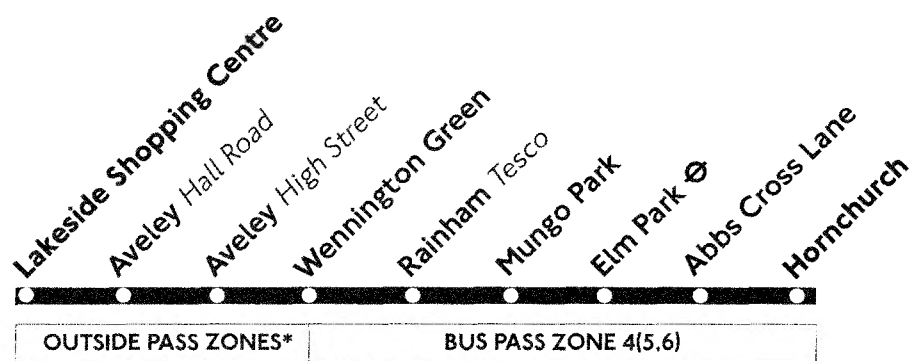 Lakeside Shopping Centre
Aveley Hall Road
Aveley High Street
Wennington Green
Rainham Tesco
Mungo Park
Elm Park
Abbs Cross Lane
Hornchurch
OUTSIDE PASS ZONES*
BUS PASS ZONE 4(5,6)